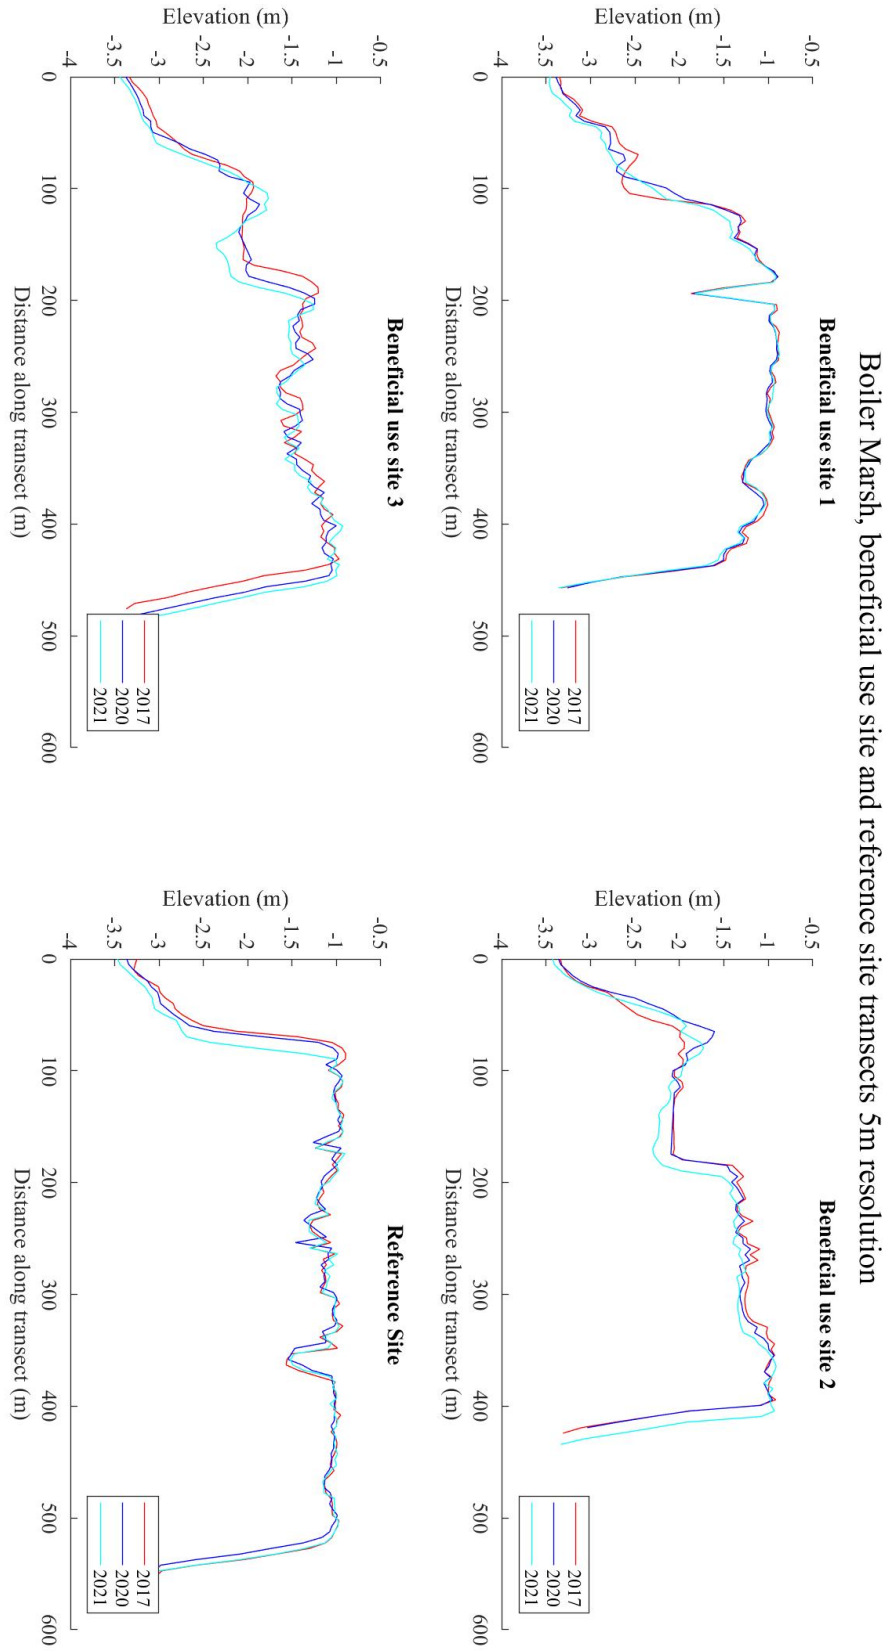 Boiler Marsh, beneficial use site and reference site transects 5m resolution
Beneficial use site 1
Elevation (m)
-0.5
-1
-1.5
-2
-2.5
-3
-3.5
-4
0 100 200 300 400 500 600
Distance along transect (m)
2017
2020
2021
Beneficial use site 2
Elevation (m)
-0.5
-1
-1.5
-2
-2.5
-3
-3.5
-4
0 100 200 300 400 500 600
Distance along transect (m)
2017
2020
2021
Beneficial use site 3
Elevation (m)
-0.5
-1
-1.5
-2
-2.5
-3
-3.5
-4
0 100 200 300 400 500 600
Distance along transect (m)
2017
2020
2021
Reference Site
Elevation (m)
-0.5
-1
-1.5
-2
-2.5
-3
-3.5
-4
0 100 200 300 400 500 600
Distance along transect (m)
2017
2020
2021